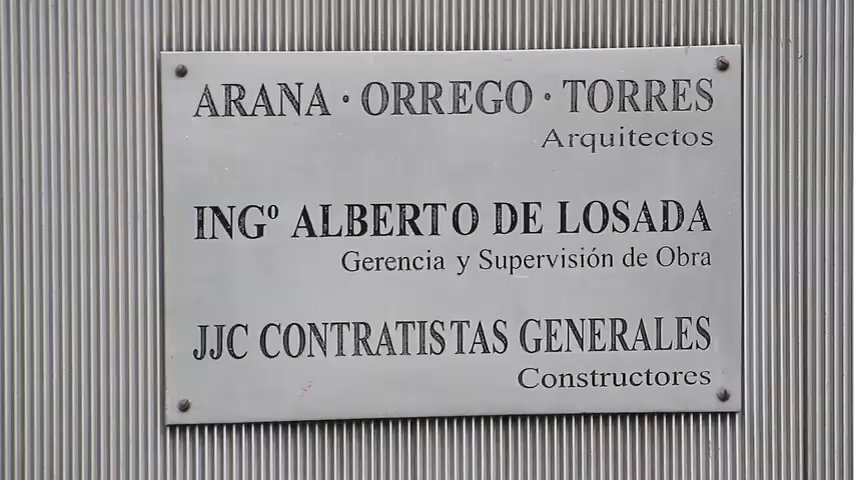 ARANA · ORREGO · TORRES
Arquitectos
INGº ALBERTO DE LOSADA
Gerencia y Supervisión de Obra
JJC CONTRATISTAS GENERALES
Constructores